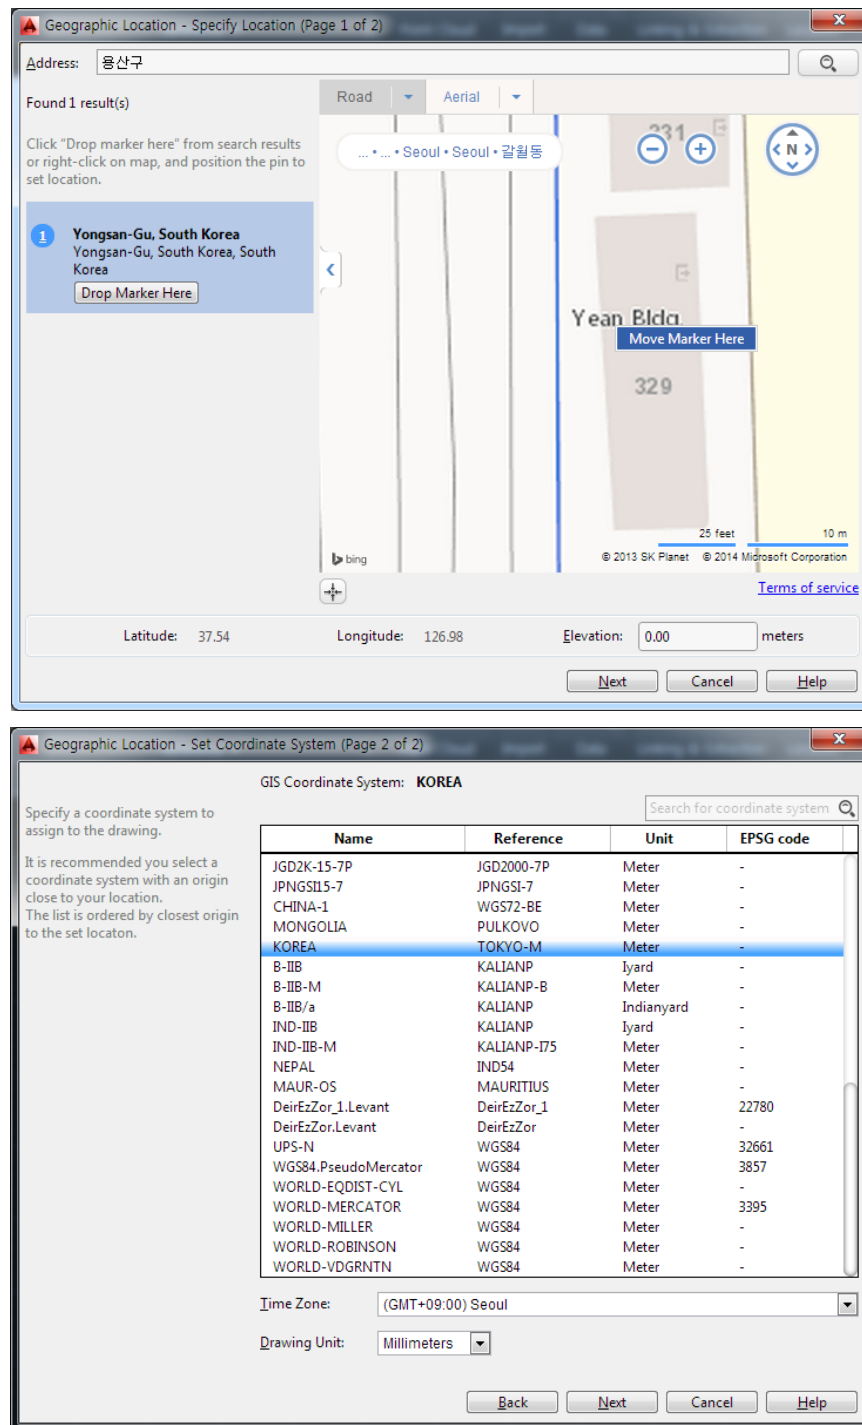 Geographic Location - Specify Location (Page 1 of 2)
Address: 용산구
Found 1 result(s)
Click "Drop marker here" from search results
or right-click on map, and position the pin to
set location.
1
Yongsan-Gu, South Korea
Yongsan-Gu, South Korea, South
Korea
Drop Marker Here
Road Aerial
... • ... • Seoul • Seoul • 갈월동
231
N
Yean Bldg.
Move Marker Here
329
25 feet 10 m
bing
© 2013 SK Planet © 2014 Microsoft Corporation
Terms of service
Latitude: 37.54 Longitude: 126.98 Elevation: 0.00 meters
Next Cancel Help
Geographic Location - Set Coordinate System (Page 2 of 2)
GIS Coordinate System: KOREA
Specify a coordinate system to
assign to the drawing.
It is recommended you select a
coordinate system with an origin
close to your location.
The list is ordered by closest origin
to the set locaton.
Search for coordinate system
Name Reference Unit EPSG code
JGD2K-15-7P JGD2000-7P Meter -
JPNGSI15-7 JPNGSI-7 Meter -
CHINA-1 WGS72-BE Meter -
MONGOLIA PULKOVO Meter -
KOREA TOKYO-M Meter -
B-IIB KALIANP Iyard -
B-IIB-M KALIANP-B Meter -
B-IIB/a KALIANP Indianyard -
IND-IIB KALIANP Iyard -
IND-IIB-M KALIANP-I75 Meter -
NEPAL IND54 Meter -
MAUR-OS MAURITIUS Meter -
DeirEzZor_1.Levant DeirEzZor_1 Meter 22780
DeirEzZor.Levant DeirEzZor Meter -
UPS-N WGS84 Meter 32661
WGS84.PseudoMercator WGS84 Meter 3857
WORLD-EQDIST-CYL WGS84 Meter -
WORLD-MERCATOR WGS84 Meter 3395
WORLD-MILLER WGS84 Meter -
WORLD-ROBINSON WGS84 Meter -
WORLD-VDGRNTN WGS84 Meter -
Time Zone: (GMT+09:00) Seoul
Drawing Unit: Millimeters
Back Next Cancel Help